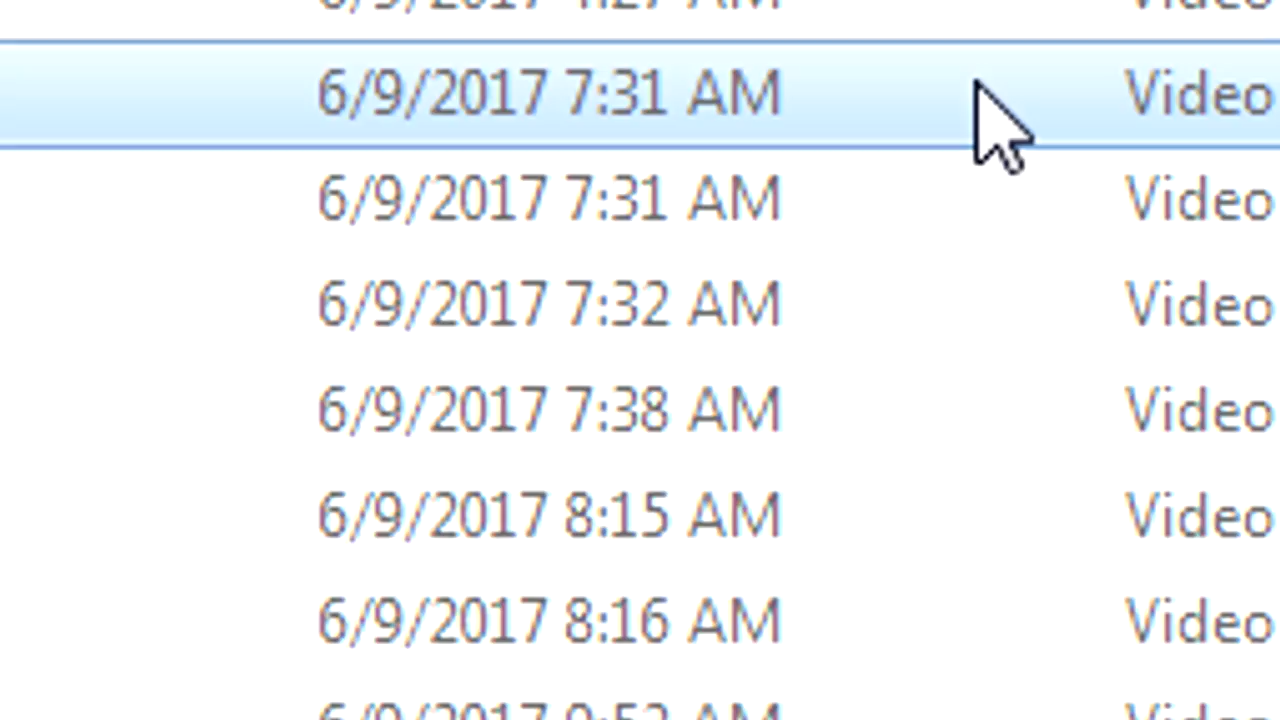 6/9/2017 7:31 AM Video
6/9/2017 7:31 AM Video
6/9/2017 7:32 AM Video
6/9/2017 7:38 AM Video
6/9/2017 8:15 AM Video
6/9/2017 8:16 AM Video